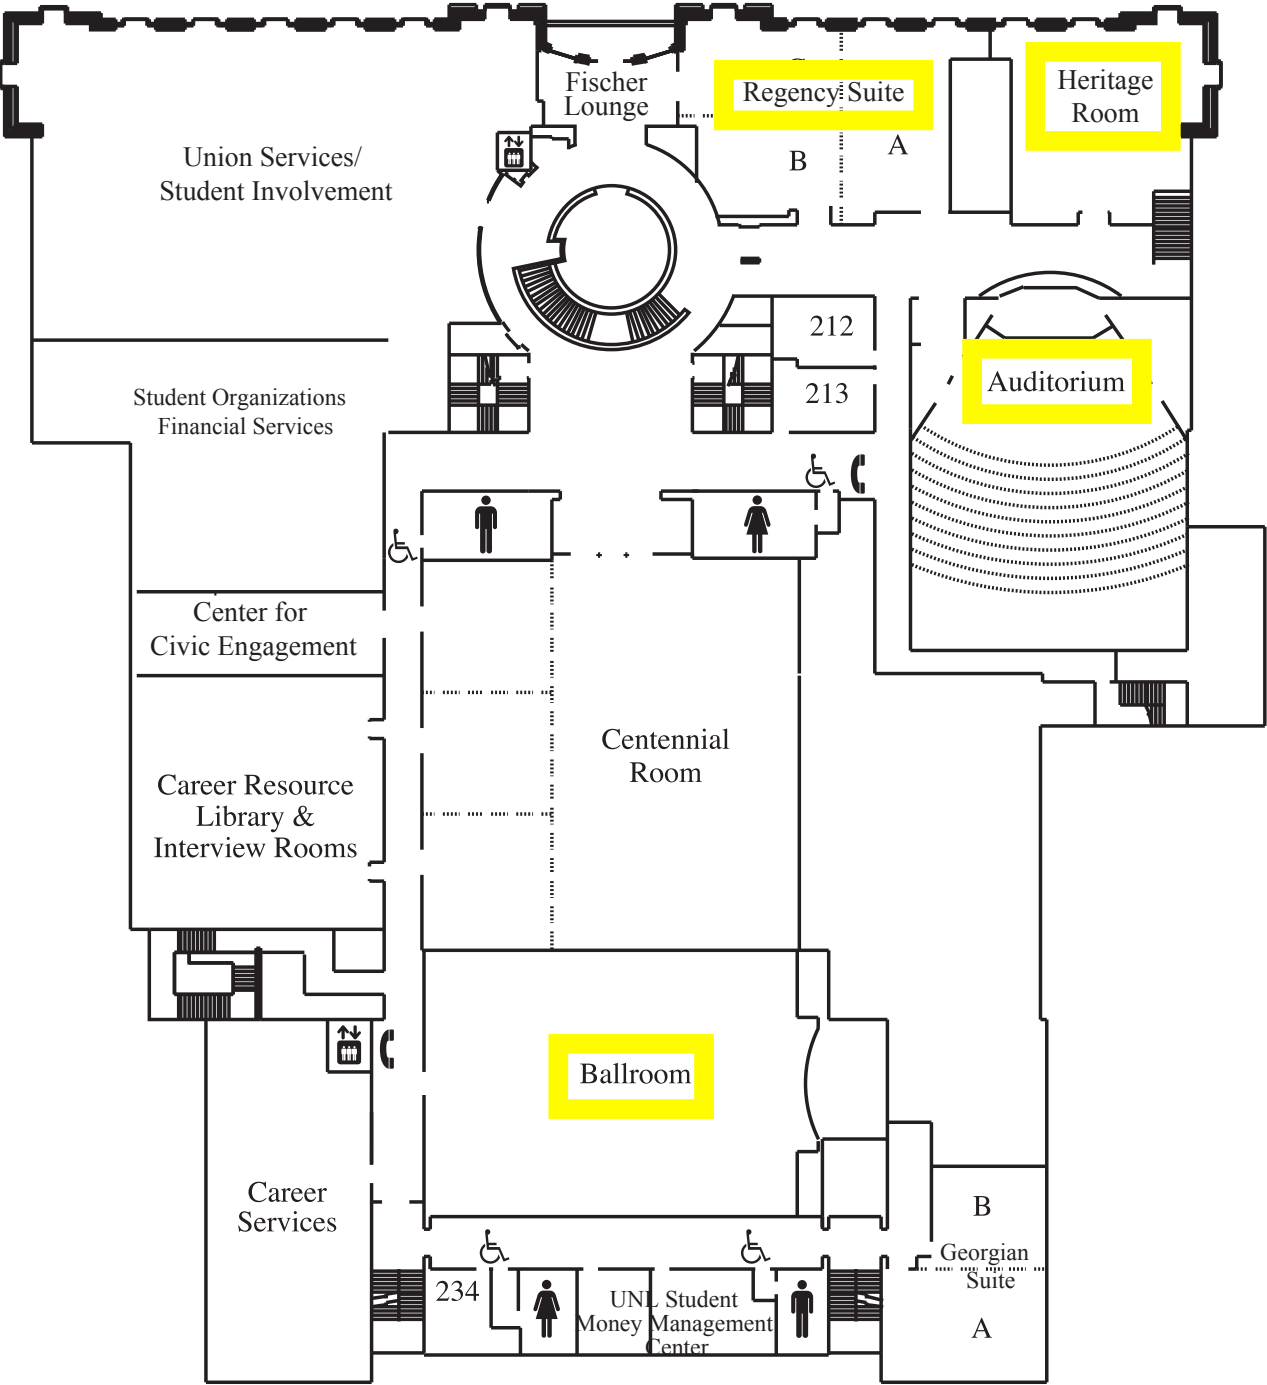 Fischer
Lounge
Regency Suite
Heritage
Room
B
A
Union Services/
Student Involvement
212
213
Auditorium
Student Organizations
Financial Services
Center for
Civic Engagement
Centennial
Room
Career Resource
Library &
Interview Rooms
Ballroom
Career
Services
B
Georgian
Suite
A
234
UNL Student
Money Management
Center